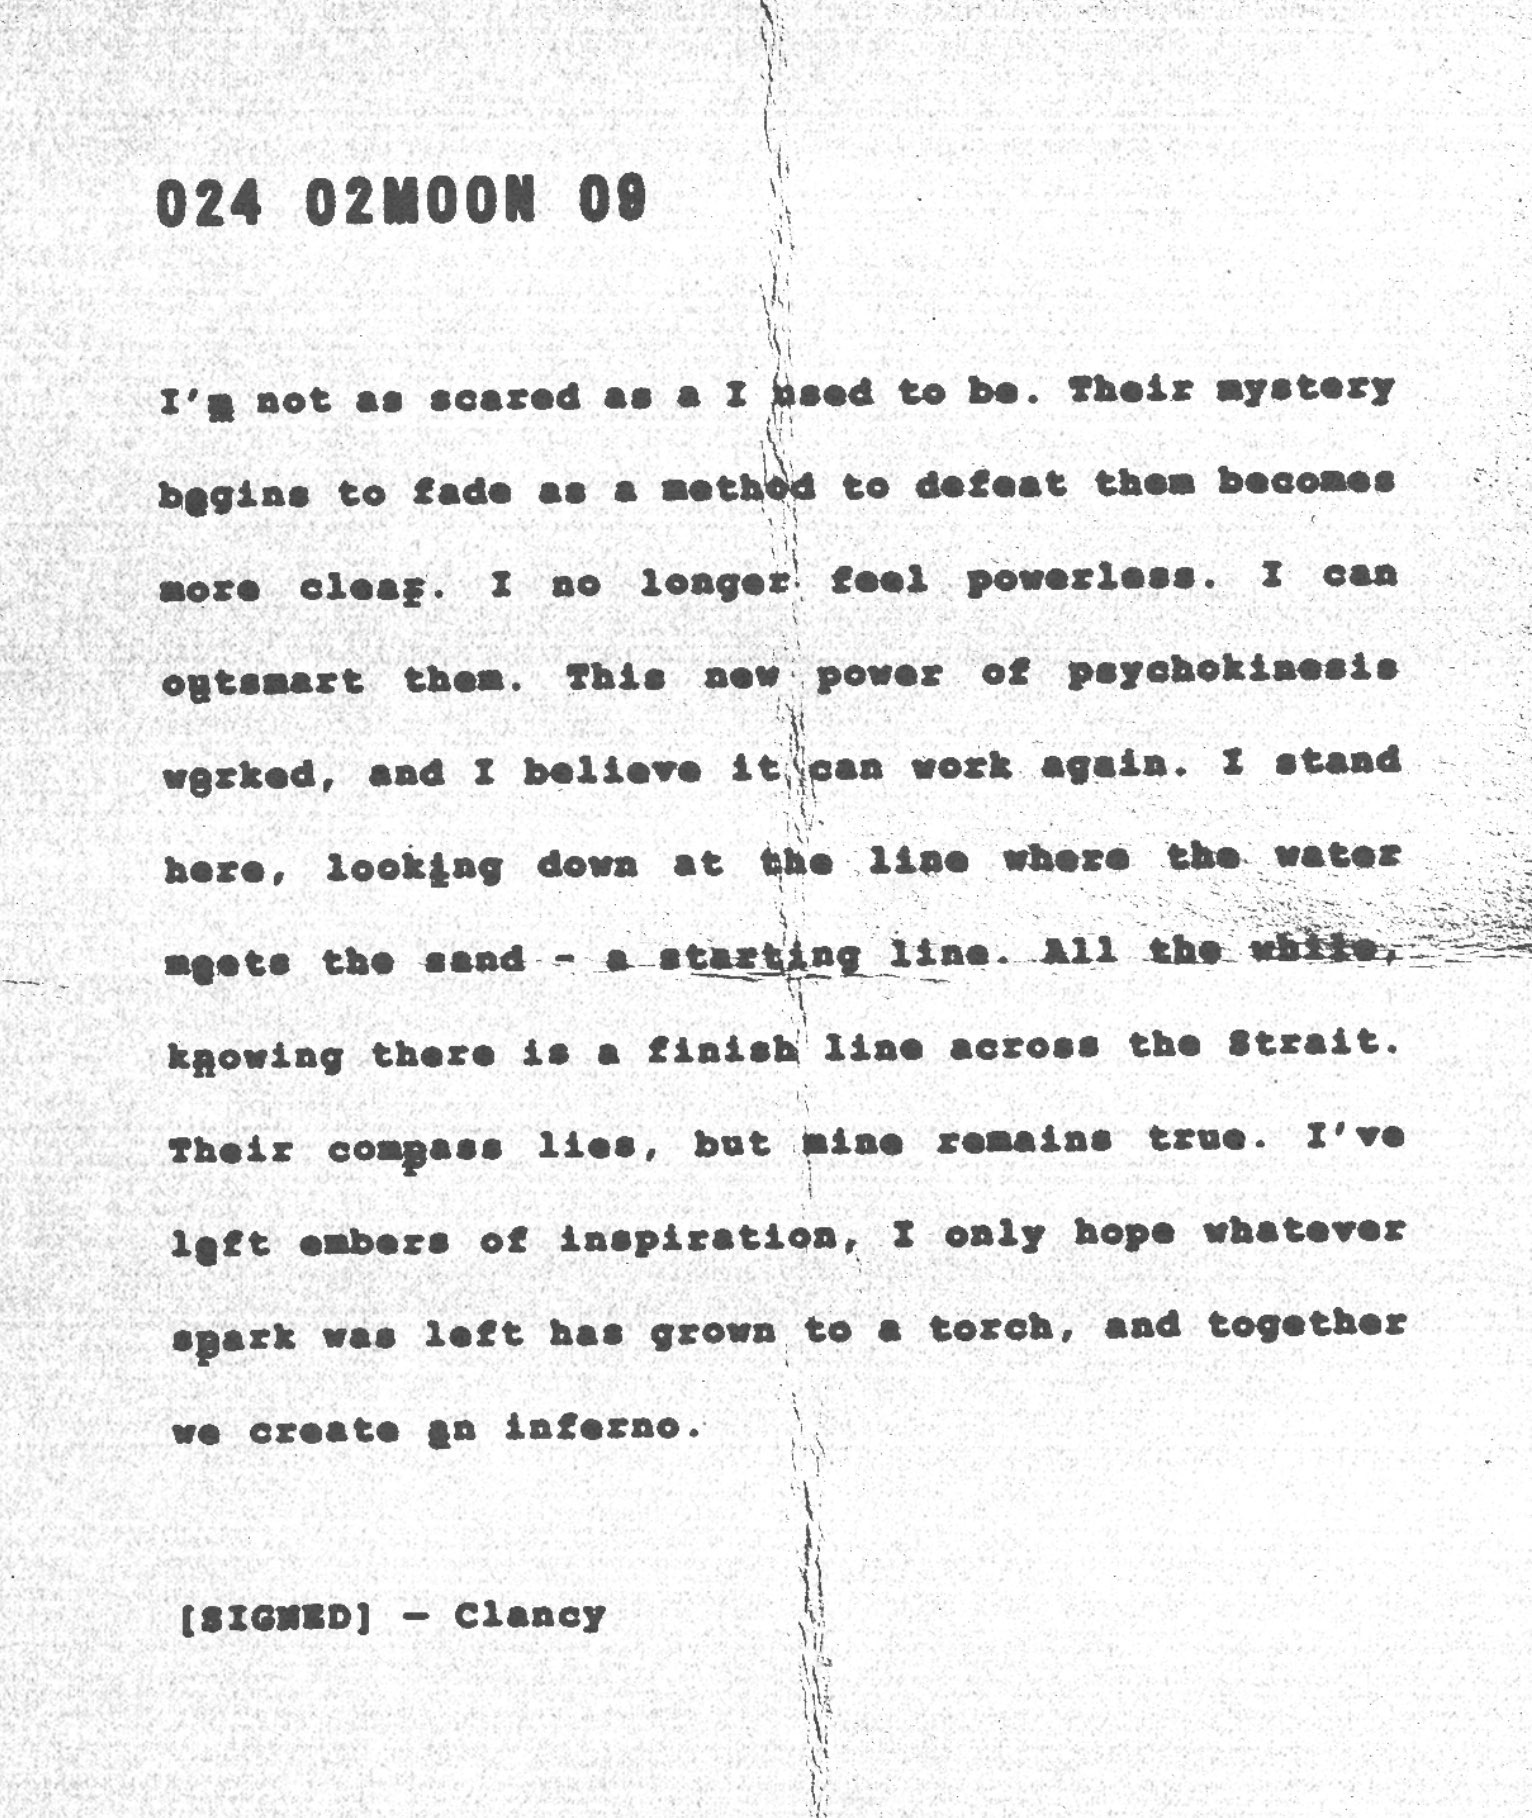 024 02MOON 09
I'm not as scared as a I used to be. Their mystery
begins to fade as a method to defeat them becomes
more clear. I no longer feel powerless. I can
outsmart them. This new power of psychokinesis
werked, and I believe it can work again. I stand
here, looking down at the line where the water
meets the sand - a starting line. All the while,
knowing there is a finish line across the Strait.
Their compass lies, but mine remains true. I've
left embers of inspiration, I only hope whatever
spark was left has grown to a torch, and together
we create an inferno.
[SIGNED] - Clancy